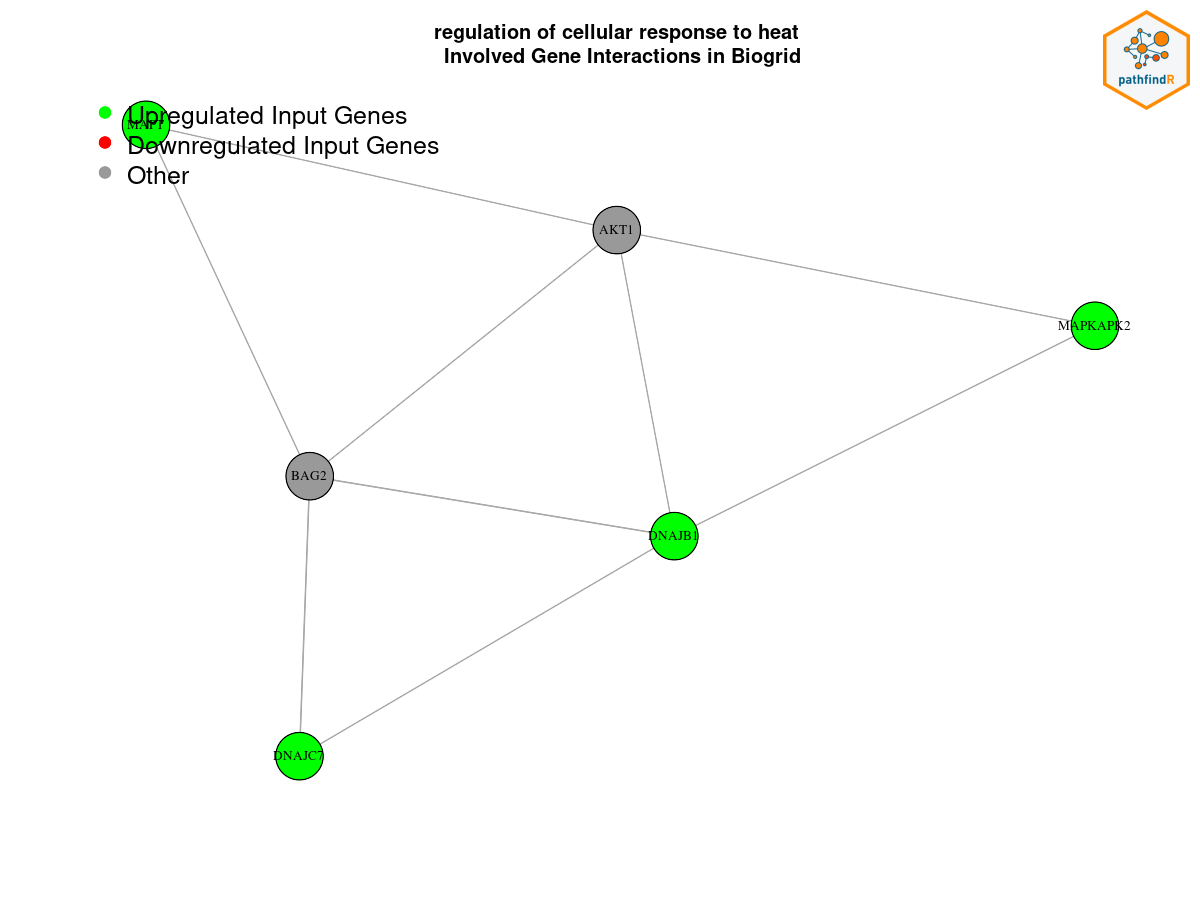 regulation of cellular response to heat
Involved Gene Interactions in Biogrid
pathfindR
Upregulated Input Genes
MAPT
Downregulated Input Genes
Other
AKT1
MAPKAPK2
BAG2
DNAJB1
DNAJC7